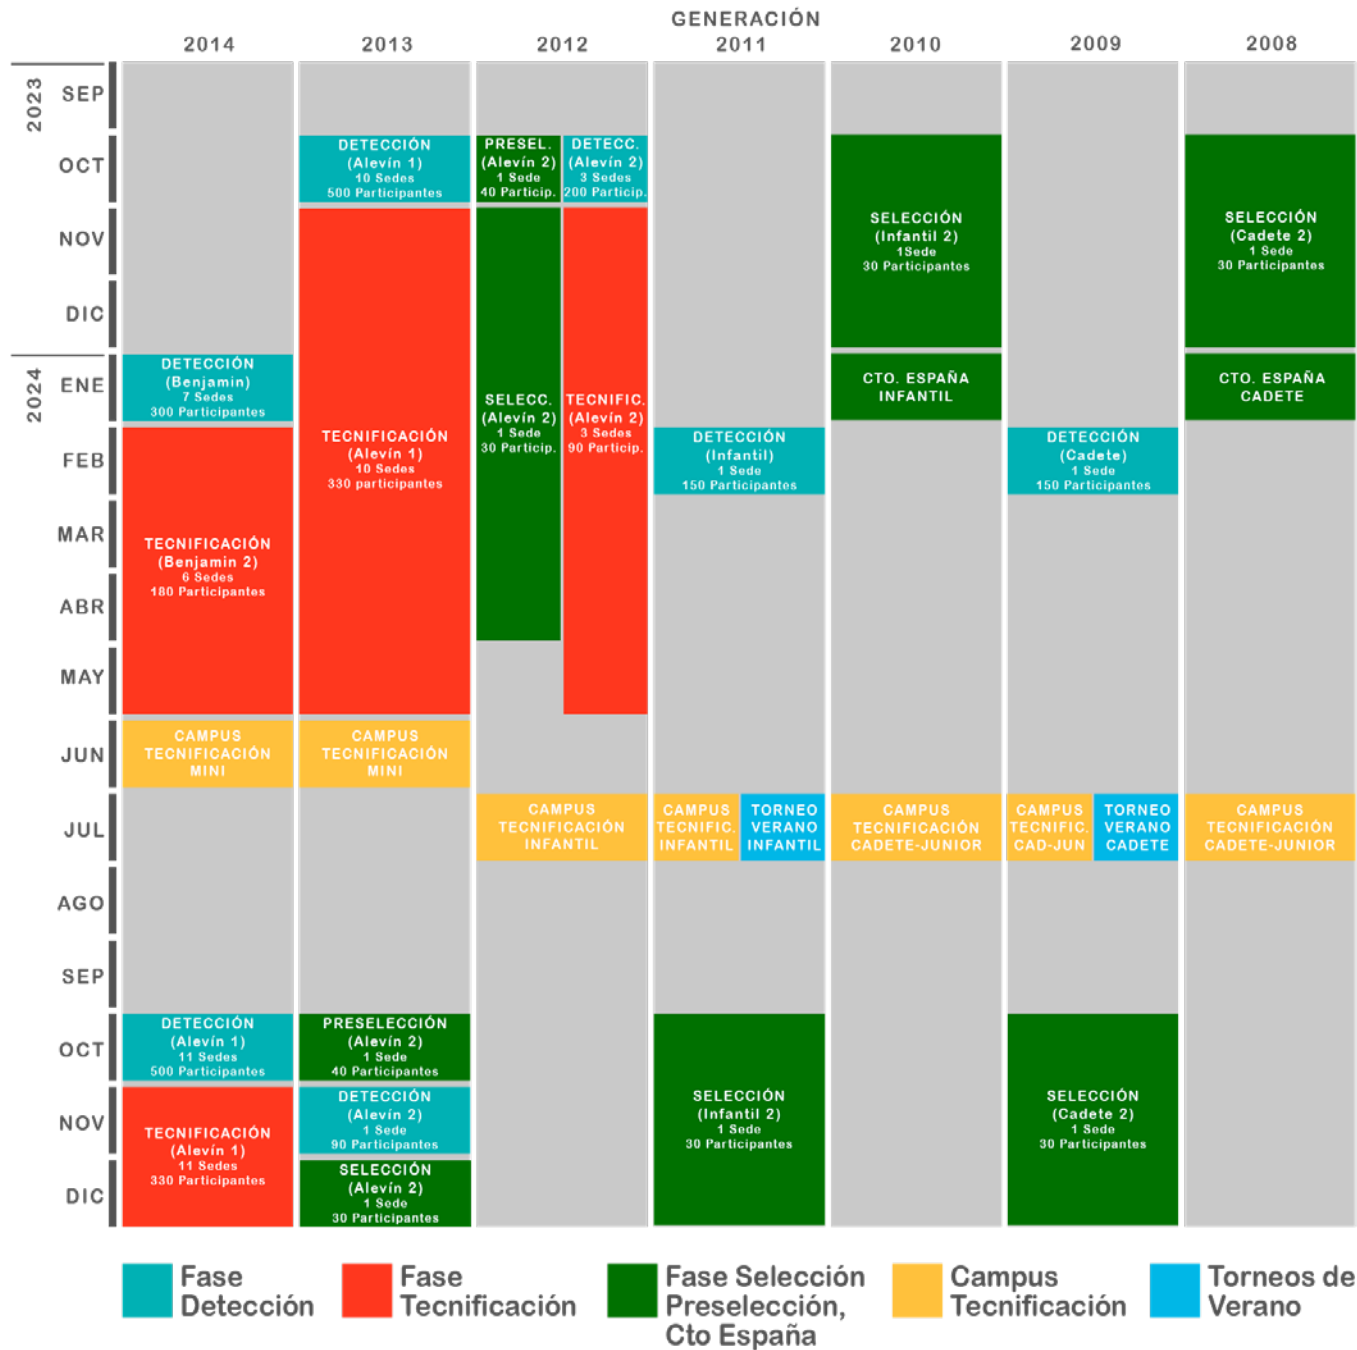 GENERACIÓN
2014 2013 2012 2011 2010 2009 2008
2023
SEP
OCT
NOV
DIC
2024
ENE
FEB
MAR
ABR
MAY
JUN
JUL
AGO
SEP
OCT
NOV
DIC
DETECCIÓN
(Benjamin)
7 Sedes
300 Participantes
TECNIFICACIÓN
(Benjamin 2)
6 Sedes
180 Participantes
CAMPUS
TECNIFICACIÓN
MINI
DETECCIÓN
(Alevín 1)
11 Sedes
500 Participantes
TECNIFICACIÓN
(Alevín 1)
11 Sedes
330 Participantes
DETECCIÓN
(Alevín 1)
10 Sedes
500 Participantes
TECNIFICACIÓN
(Alevín 1)
10 Sedes
330 participantes
CAMPUS
TECNIFICACIÓN
MINI
PRESELECCIÓN
(Alevín 2)
1 Sede
40 Participantes
DETECCIÓN
(Alevín 2)
1 Sede
90 Participantes
SELECCIÓN
(Alevín 2)
1 Sede
30 Participantes
PRESEL.
(Alevín 2)
1 Sede
40 Particip.
DETECC.
(Alevín 2)
3 Sedes
200 Particip.
SELECC.
(Alevín 2)
1 Sede
30 Particip.
TECNIFIC.
(Alevín 2)
3 Sedes
90 Particip.
CAMPUS
TECNIFICACIÓN
INFANTIL
DETECCIÓN
(Infantil)
1 Sede
150 Participantes
CAMPUS
TECNIFIC.
INFANTIL
TORNEO
VERANO
INFANTIL
SELECCIÓN
(Infantil 2)
1 Sede
30 Participantes
SELECCIÓN
(Infantil 2)
1Sede
30 Participantes
CTO. ESPAÑA
INFANTIL
CAMPUS
TECNIFICACIÓN
CADETE-JUNIOR
DETECCIÓN
(Cadete)
1 Sede
150 Participantes
CAMPUS
TECNIFIC.
CAD-JUN
TORNEO
VERANO
CADETE
SELECCIÓN
(Cadete 2)
1 Sede
30 Participantes
SELECCIÓN
(Cadete 2)
1 Sede
30 Participantes
CTO. ESPAÑA
CADETE
CAMPUS
TECNIFICACIÓN
CADETE-JUNIOR
Fase
Detección
Fase
Tecnificación
Fase Selección
Preselección,
Cto España
Campus
Tecnificación
Torneos de
Verano